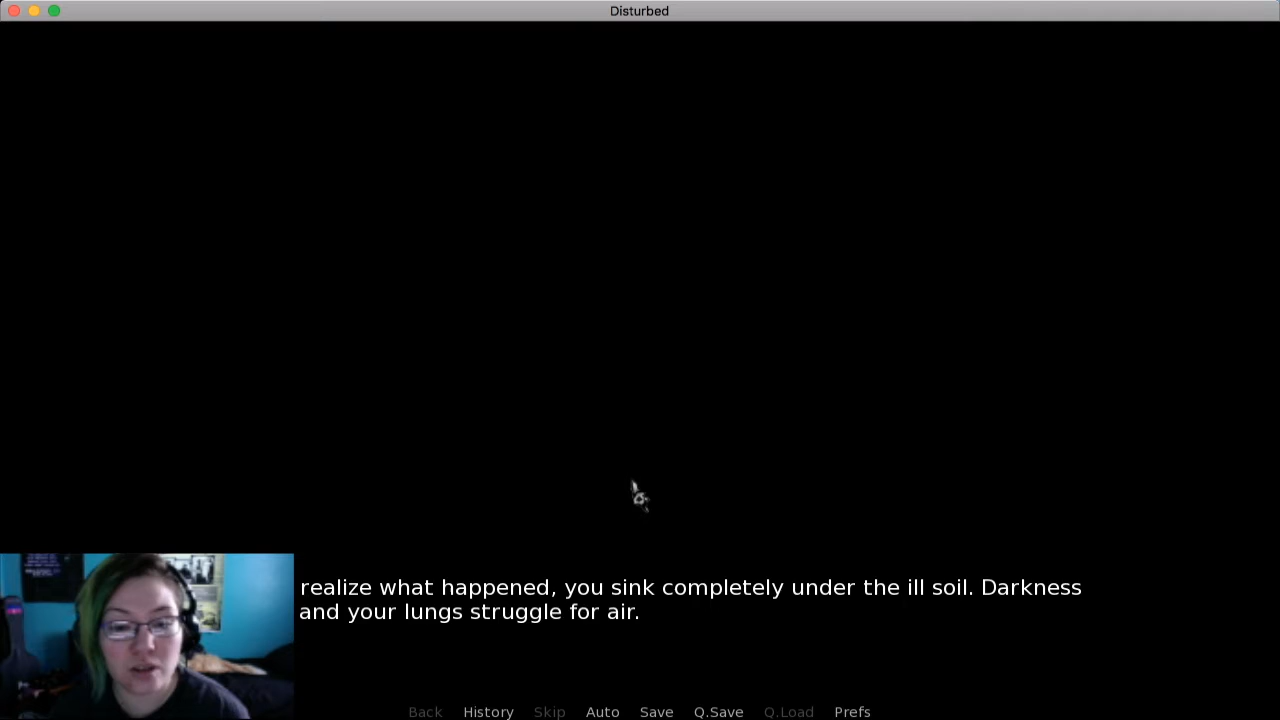 Disturbed
realize what happened, you sink completely under the ill soil. Darkness
and your lungs struggle for air.
Back History Skip Auto Save Q.Save Q.Load Prefs